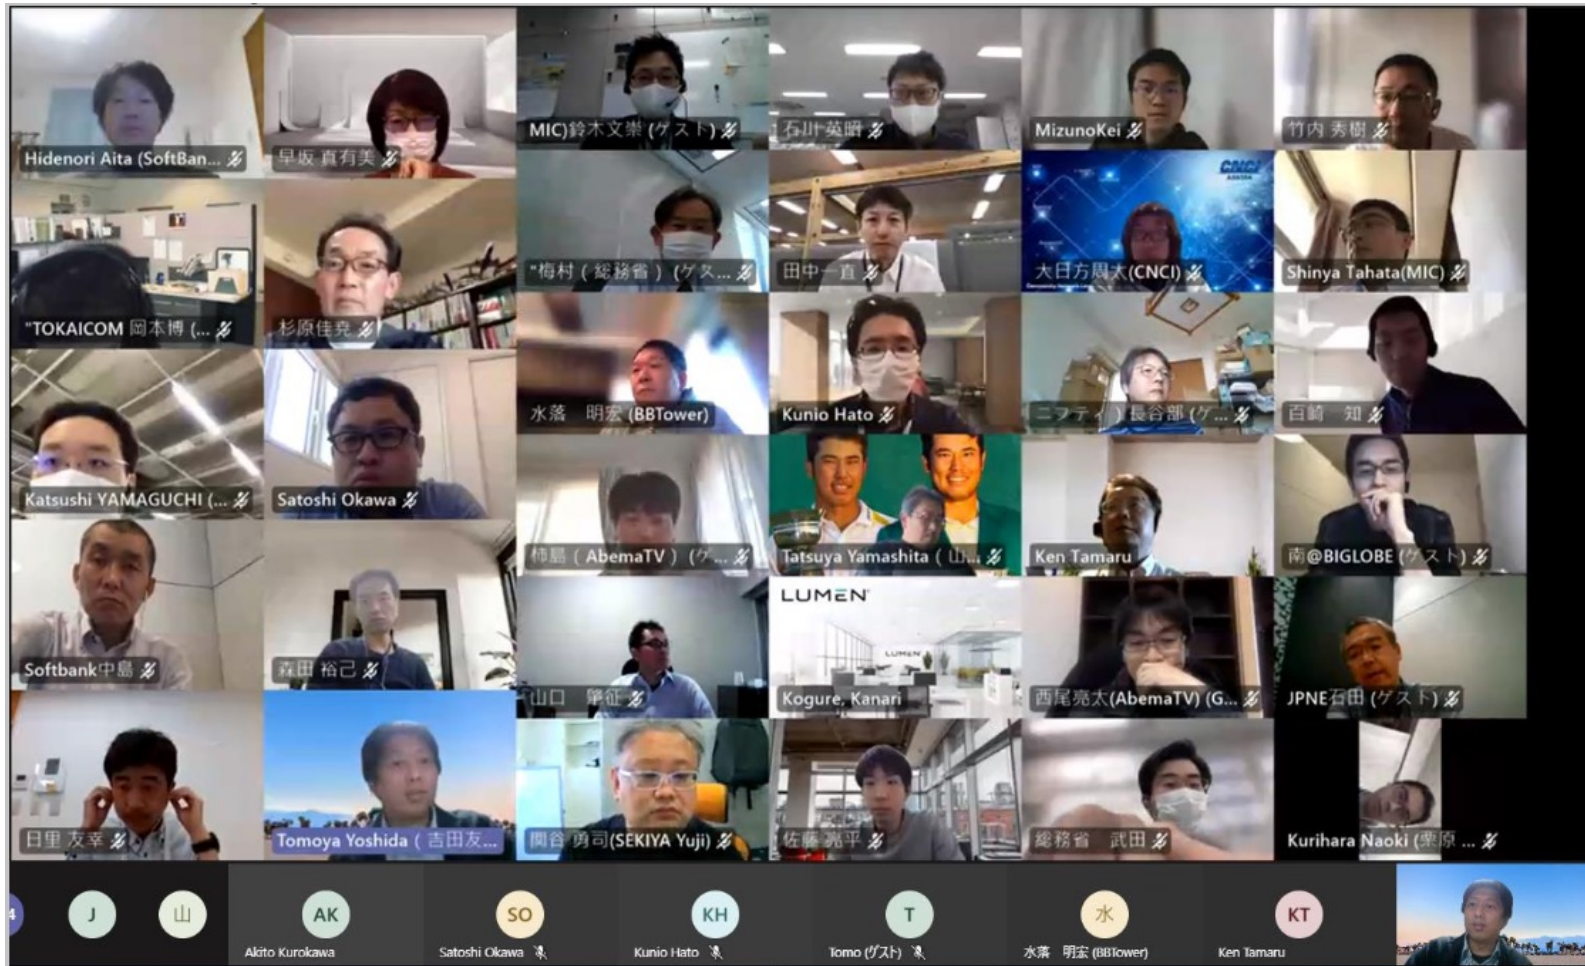 Hidenori Aita (SoftBan...
早坂 真有美
MIC)鈴木文崇 (ゲスト)
石川 英昭
MizunoKei
竹内 秀樹
"TOKAICOM 岡本博 (...
杉原佳尭
"梅村（総務省） (ゲス...
田中一直
CNCI
大日方周太(CNCI)
Shinya Tahata(MIC)
Katsushi YAMAGUCHI (...
Satoshi Okawa
水落　明宏 (BBTower)
Kunio Hato
ニフティ）長谷部 (ゲ...
百崎　知
Softbank中島
森田 裕己
柿島（AbemaTV） (ゲ...
Tatsuya Yamashita（山...
Ken Tamaru
南@BIGLOBE (ゲスト)
日里 友幸
Tomoya Yoshida（吉田友...
山口　肇征
LUMEN
LUMEN
Kogure, Kanari
西尾亮太(AbemaTV) (G...
JPNE石田 (ゲスト)
関谷 勇司(SEKIYA Yuji)
佐藤 亮平
総務省　武田
Kurihara Naoki (栗原 ...
4
J
山
AK
Akito Kurokawa
SO
Satoshi Okawa
KH
Kunio Hato
T
Tomo (ゲスト)
水
水落　明宏 (BBTower)
KT
Ken Tamaru